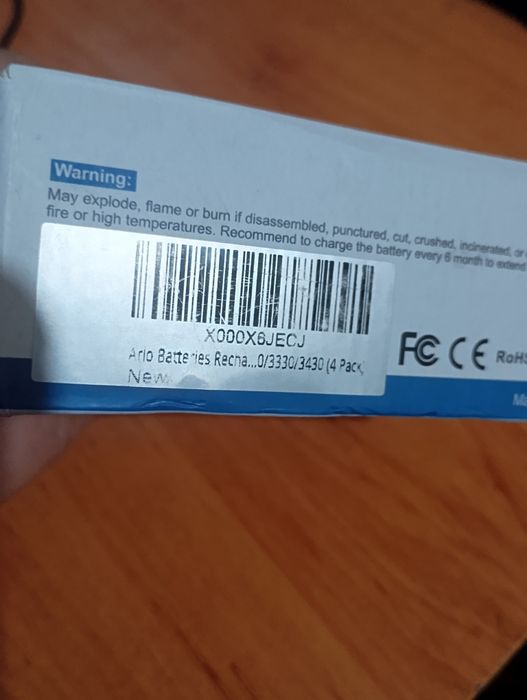 Warning:
May explode, flame or burn if disassembled, punctured, cut, crushed, incinerated, or
fire or high temperatures. Recommend to charge the battery every 6 month to extend
X000X6JECJ
Arlo Batteries Recha...0/3330/3430 (4 Pack)
New
FC CE RoHS